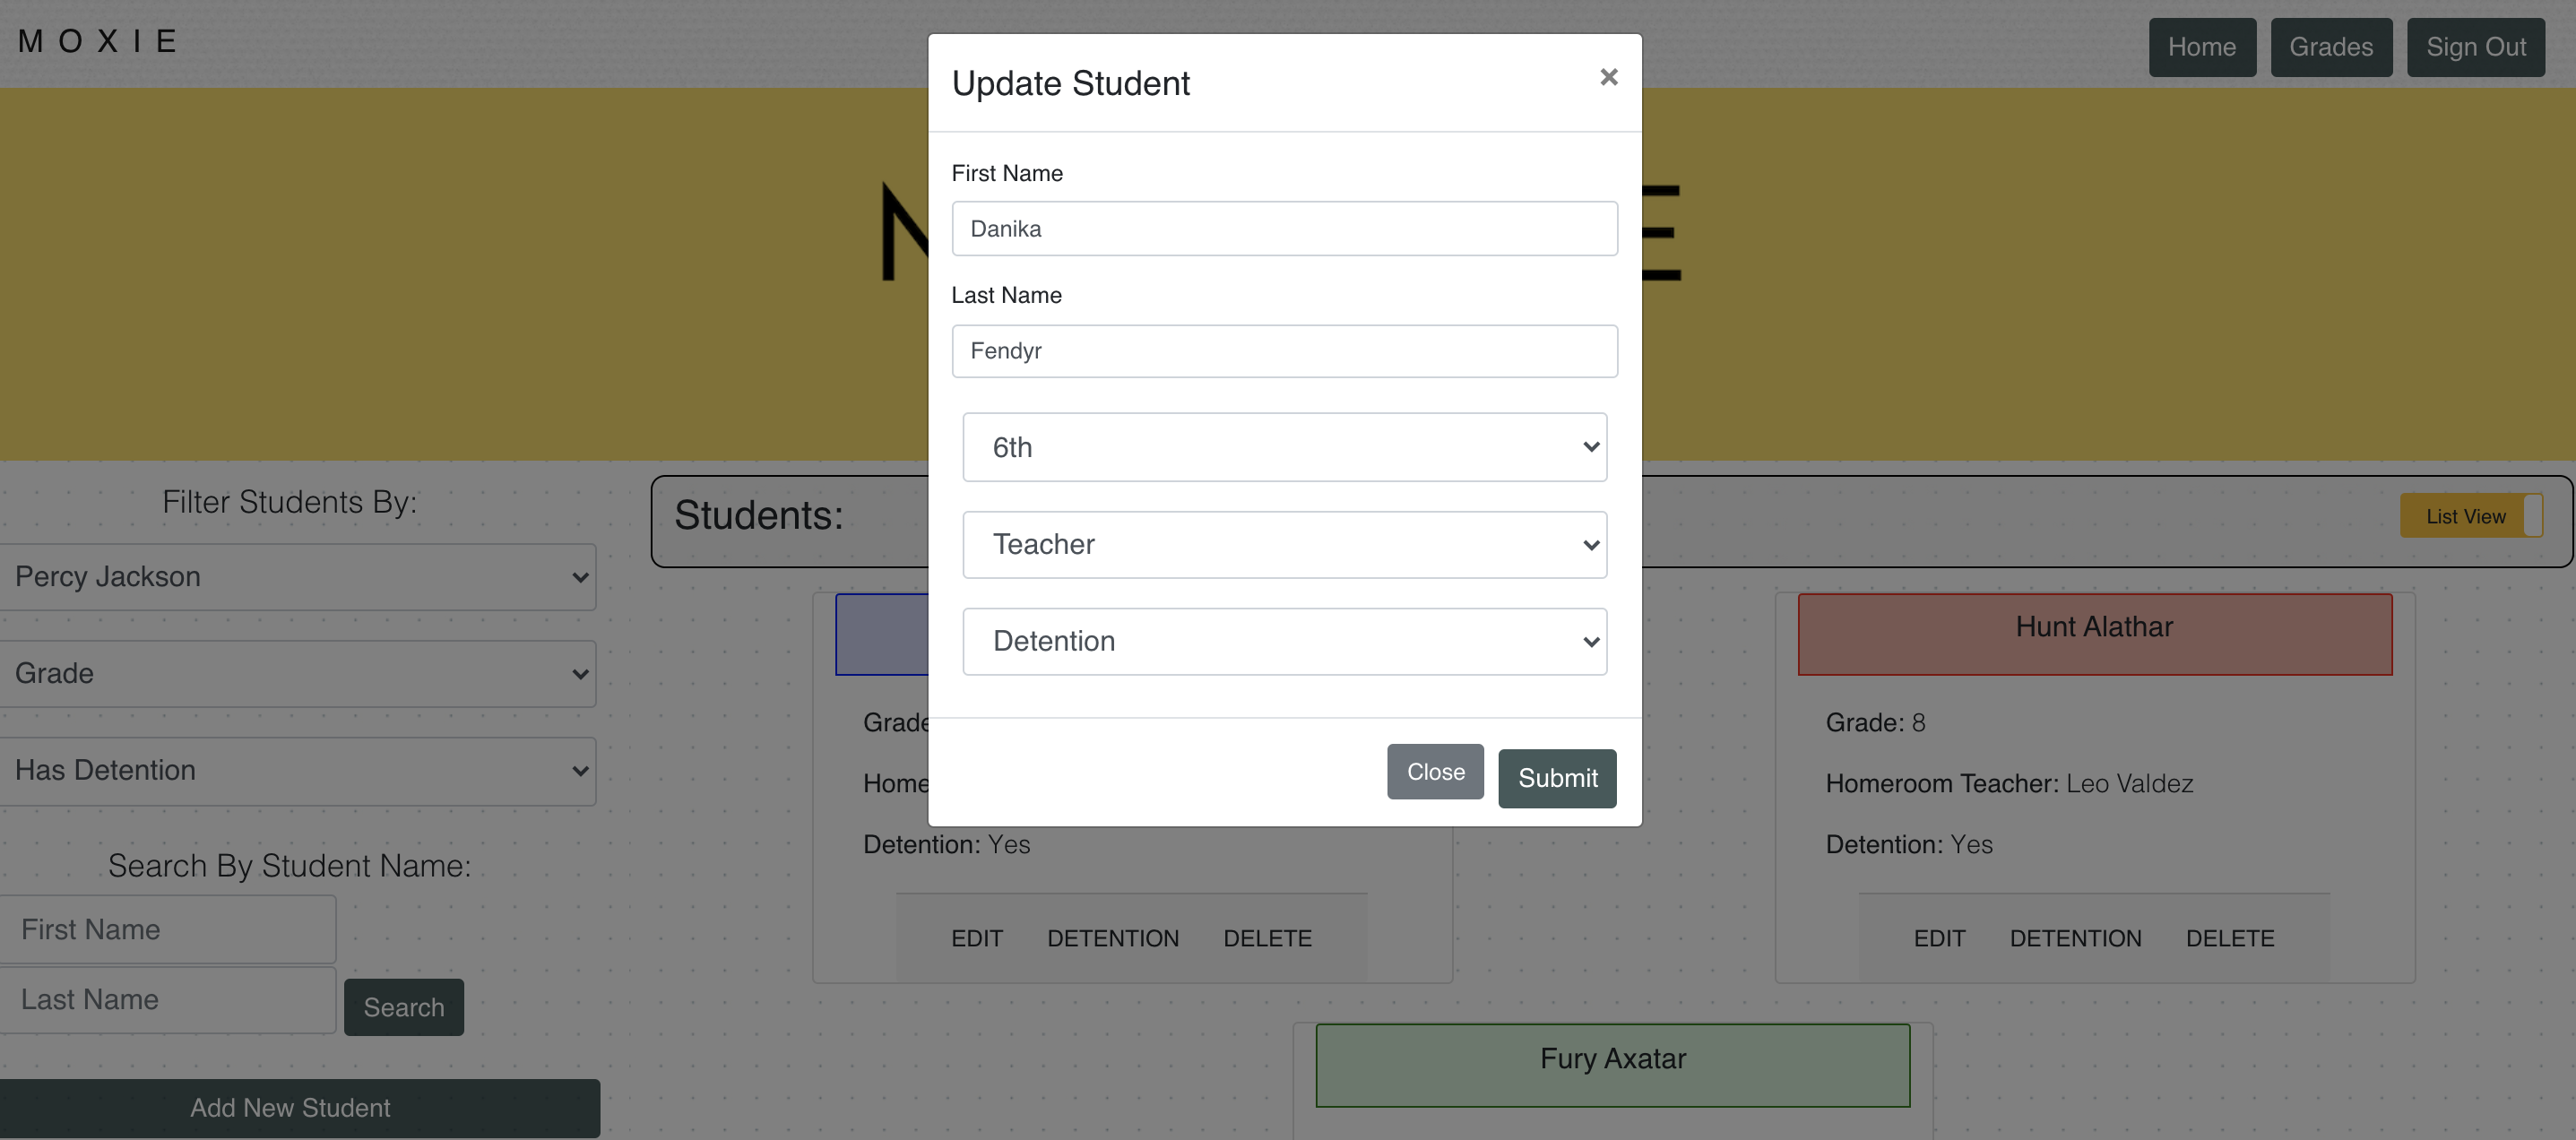 MOXIE
Home
Grades
Sign Out
Update Student
×
First Name
Danika
Last Name
Fendyr
6th
Teacher
Detention
Close
Submit
Filter Students By:
Percy Jackson
Grade
Has Detention
Search By Student Name:
First Name
Last Name
Search
Add New Student
Students:
List View
Detention: Yes
EDIT DETENTION DELETE
Hunt Alathar
Grade: 8
Homeroom Teacher: Leo Valdez
Detention: Yes
EDIT DETENTION DELETE
Fury Axatar